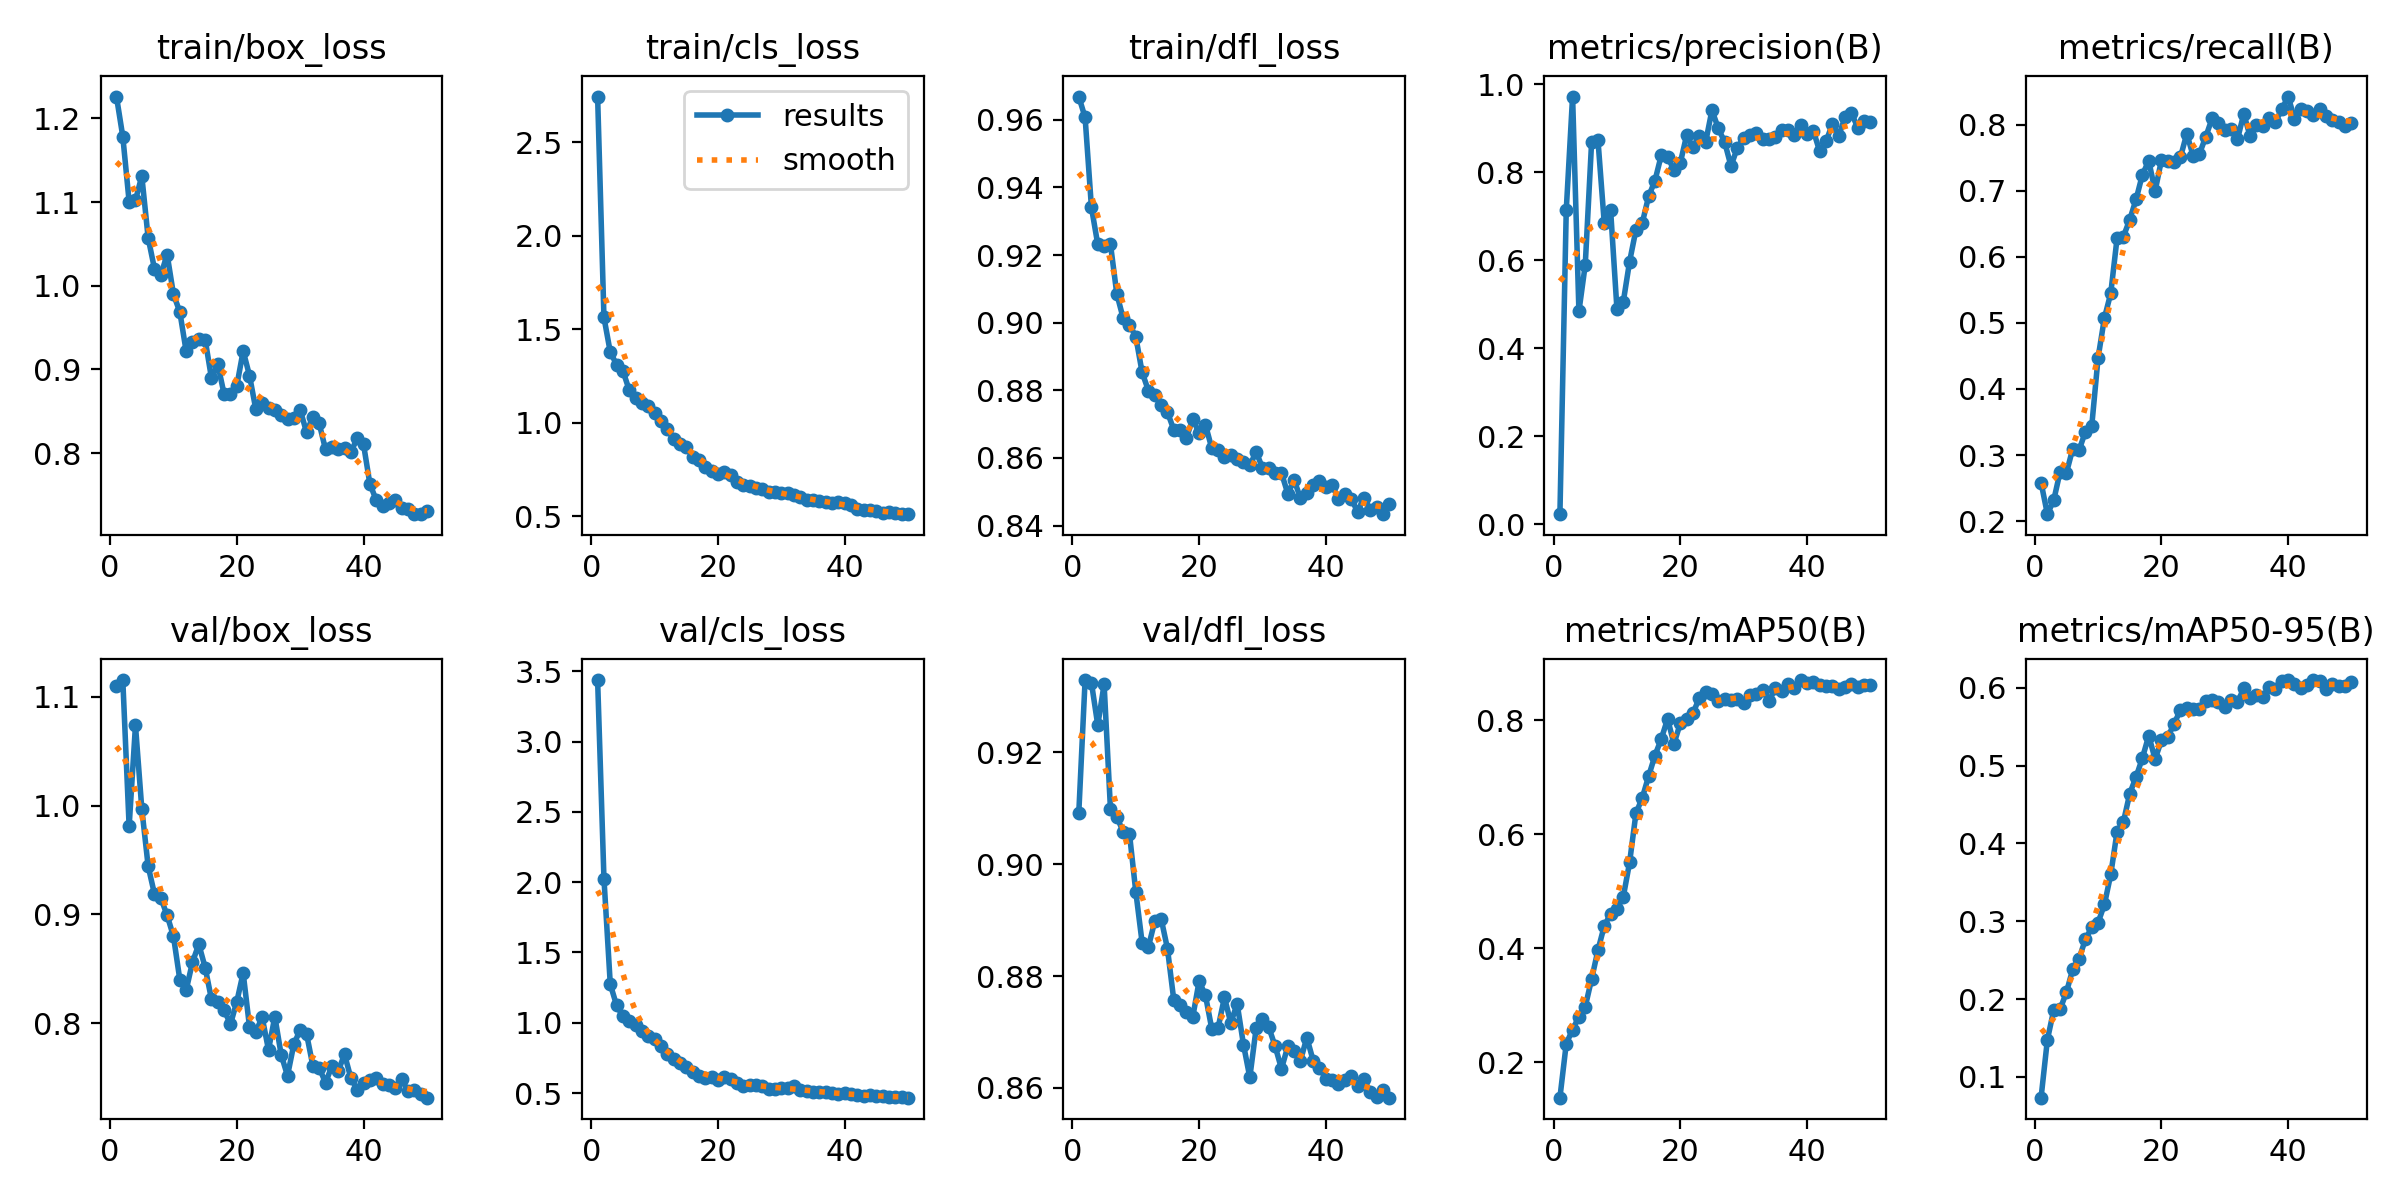 train/box_loss
1.2
1.1
1.0
0.9
0.8
0 20 40
train/cls_loss
results
smooth
2.5
2.0
1.5
1.0
0.5
0 20 40
train/dfl_loss
0.96
0.94
0.92
0.90
0.88
0.86
0.84
0 20 40
metrics/precision(B)
1.0
0.8
0.6
0.4
0.2
0.0
0 20 40
metrics/recall(B)
0.8
0.7
0.6
0.5
0.4
0.3
0.2
0 20 40
val/box_loss
1.1
1.0
0.9
0.8
0 20 40
val/cls_loss
3.5
3.0
2.5
2.0
1.5
1.0
0.5
0 20 40
val/dfl_loss
0.92
0.90
0.88
0.86
0 20 40
metrics/mAP50(B)
0.8
0.6
0.4
0.2
0 20 40
metrics/mAP50-95(B)
0.6
0.5
0.4
0.3
0.2
0.1
0 20 40